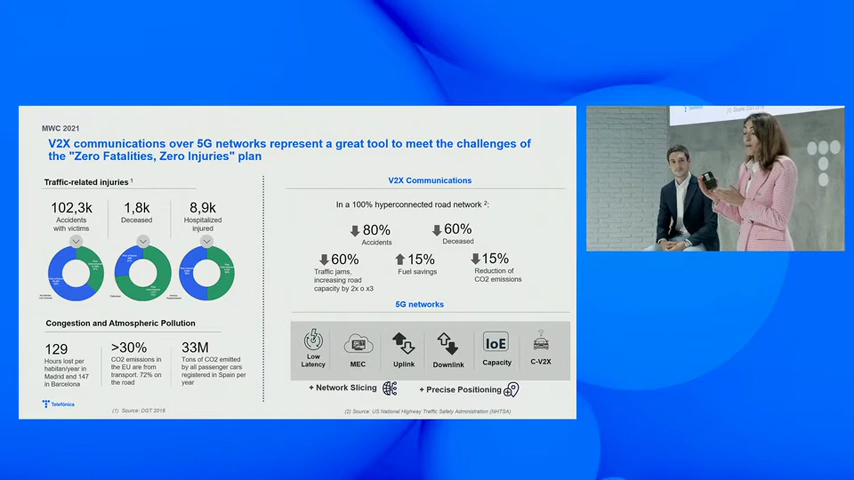 MWC 2021
V2X communications over 5G networks represent a great tool to meet the challenges of
the "Zero Fatalities, Zero Injuries" plan
Traffic-related injuries 1
102,3k
Accidents
with victims
1,8k
Deceased
8,9k
Hospitalized
injured
Congestion and Atmospheric Pollution
129
Hours lost per
habitan/year in
Madrid and 147
in Barcelona
>30%
CO2 emissions in
the EU are from
transport. 72% on
the road
33M
Tons of CO2 emitted
by all passenger cars
registered in Spain per
year
Telefónica
(1) Source: DGT 2018
V2X Communications
In a 100% hyperconnected road network 2:
80%
Accidents
60%
Deceased
60%
Traffic jams,
increasing road
capacity by 2x o x3
15%
Fuel savings
15%
Reduction of
CO2 emissions
5G networks
Low
Latency
MEC
Uplink
Downlink
IoE
Capacity
C-V2X
+ Network Slicing
+ Precise Positioning
(2) Source: US National Highway Traffic Safety Administration (NHTSA)